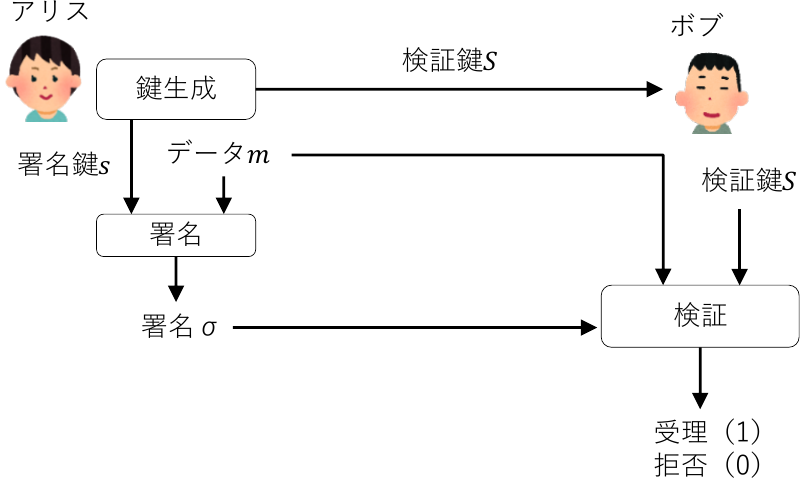 アリス
ボブ
鍵生成
検証鍵S
署名鍵s
データm
検証鍵S
署名
署名 σ
検証
受理（1）
拒否（0）